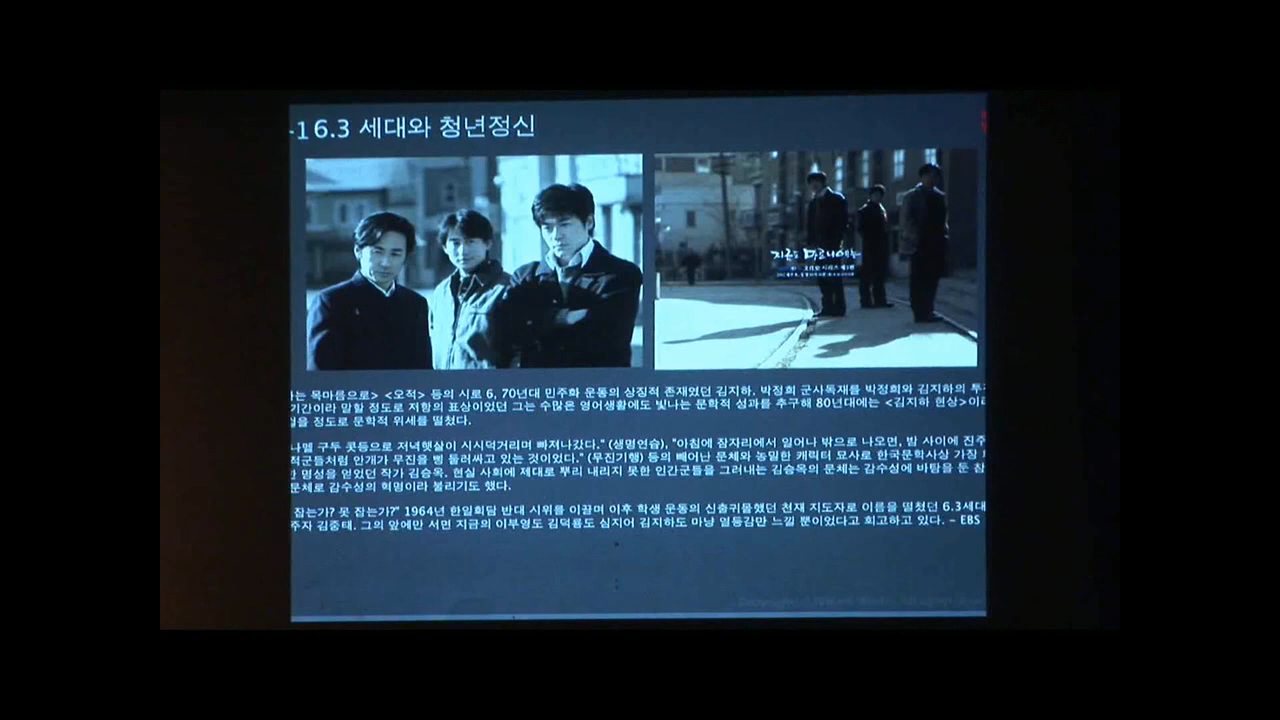 -1 6.3 세대와 청년정신
지금도 마로니에는
는 목마름으로> <오적> 등의 시로 6, 70년대 민주화 운동의 상징적 존재였던 김지하. 박정희 군사독재를 박정희와 김지하의 투
기간이라 말할 정도로 저항의 표상이었던 그는 수많은 영어생활에도 빛나는 문학적 성과를 추구해 80년대에는 <김지하 현상>이
을 정도로 문학적 위세를 떨쳤다.
나멜 구두 콧등으로 저녁햇살이 시시덕거리며 빠져나갔다." (생명연습), "아침에 잠자리에서 일어나 밖으로 나오면, 밤 사이에 진주
적군들처럼 안개가 무진을 삥 둘러싸고 있는 것이었다." (무진기행) 등의 빼어난 문체와 농밀한 캐릭터 묘사로 한국문학사상 가장
한 명성을 얻었던 작가 김승옥. 현실 사회에 제대로 뿌리 내리지 못한 인간군들을 그려내는 김승옥의 문체는 감수성에 바탕을 둔 참
문체로 감수성의 혁명이라 불리기도 했다.
잡는가? 못 잡는가?" 1964년 한일회담 반대 시위를 이끌며 이후 학생 운동의 신출귀몰했던 천재 지도자로 이름을 떨쳤던 6.3세대
주자 김중태. 그의 앞에만 서면 지금의 이부영도 김덕룡도 심지어 김지하도 마냥 열등감만 느낄 뿐이었다고 회고하고 있다. - EBS